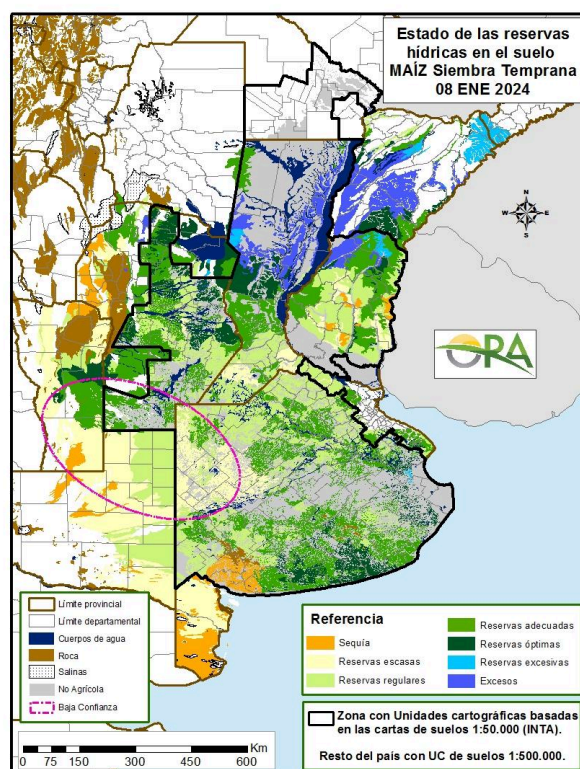 Estado de las reservas
hídricas en el suelo
MAÍZ Siembra Temprana
08 ENE 2024
N
W
E
S
ORA
Límite provincial
Límite departamental
Cuerpos de agua
Roca
Salinas
No Agrícola
Baja Confianza
0 75 150 300 450 600 Km
Referencia
Sequía
Reservas escasas
Reservas regulares
Reservas adecuadas
Reservas óptimas
Reservas excesivas
Excesos
Zona con Unidades cartográficas basadas
en las cartas de suelos 1:50.000 (INTA).
Resto del país con UC de suelos 1:500.000.